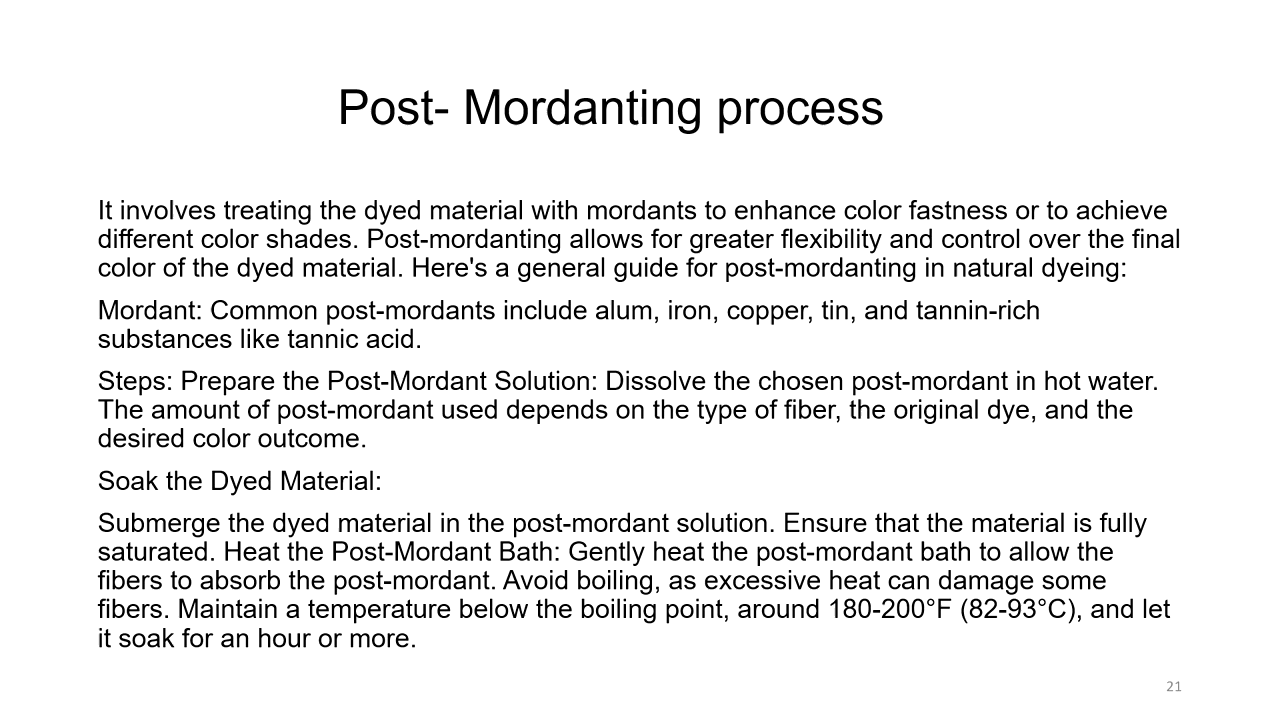 Post- Mordanting process
It involves treating the dyed material with mordants to enhance color fastness or to achieve
different color shades. Post-mordanting allows for greater flexibility and control over the final
color of the dyed material. Here's a general guide for post-mordanting in natural dyeing:
Mordant: Common post-mordants include alum, iron, copper, tin, and tannin-rich
substances like tannic acid.
Steps: Prepare the Post-Mordant Solution: Dissolve the chosen post-mordant in hot water.
The amount of post-mordant used depends on the type of fiber, the original dye, and the
desired color outcome.
Soak the Dyed Material:
Submerge the dyed material in the post-mordant solution. Ensure that the material is fully
saturated. Heat the Post-Mordant Bath: Gently heat the post-mordant bath to allow the
fibers to absorb the post-mordant. Avoid boiling, as excessive heat can damage some
fibers. Maintain a temperature below the boiling point, around 180-200°F (82-93°C), and let
it soak for an hour or more.
21